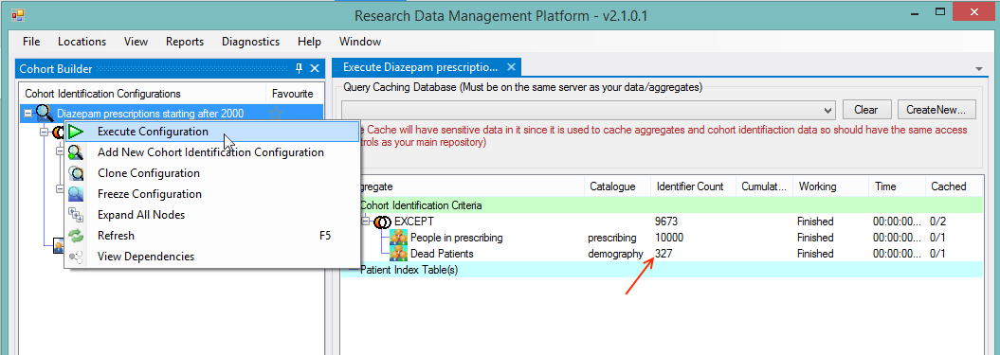 Research Data Management Platform - v2.1.0.1
File Locations View Reports Diagnostics Help Window
Cohort Builder
Cohort Identification Configurations Favourite
Diazepam prescriptions starting after 2000
Execute Configuration
Add New Cohort Identification Configuration
Clone Configuration
Freeze Configuration
Expand All Nodes
Refresh F5
View Dependencies
Execute Diazepam prescriptio...
Query Caching Database (Must be on the same server as your data/aggregates)
Clear CreateNew...
Cache will have sensitive data in it since it is used to cache aggregates and cohort identifiaction data so should have the same access
trols as your main repository)
regate Catalogue Identifier Count Cumulat... Working Time Cached
Cohort Identification Criteria
EXCEPT 9673 Finished 00:00:00... 0/2
People in prescribing prescribing 10000 Finished 00:00:00... 0/1
Dead Patients demography 327 Finished 00:00:00... 0/1
Patient Index Table(s)